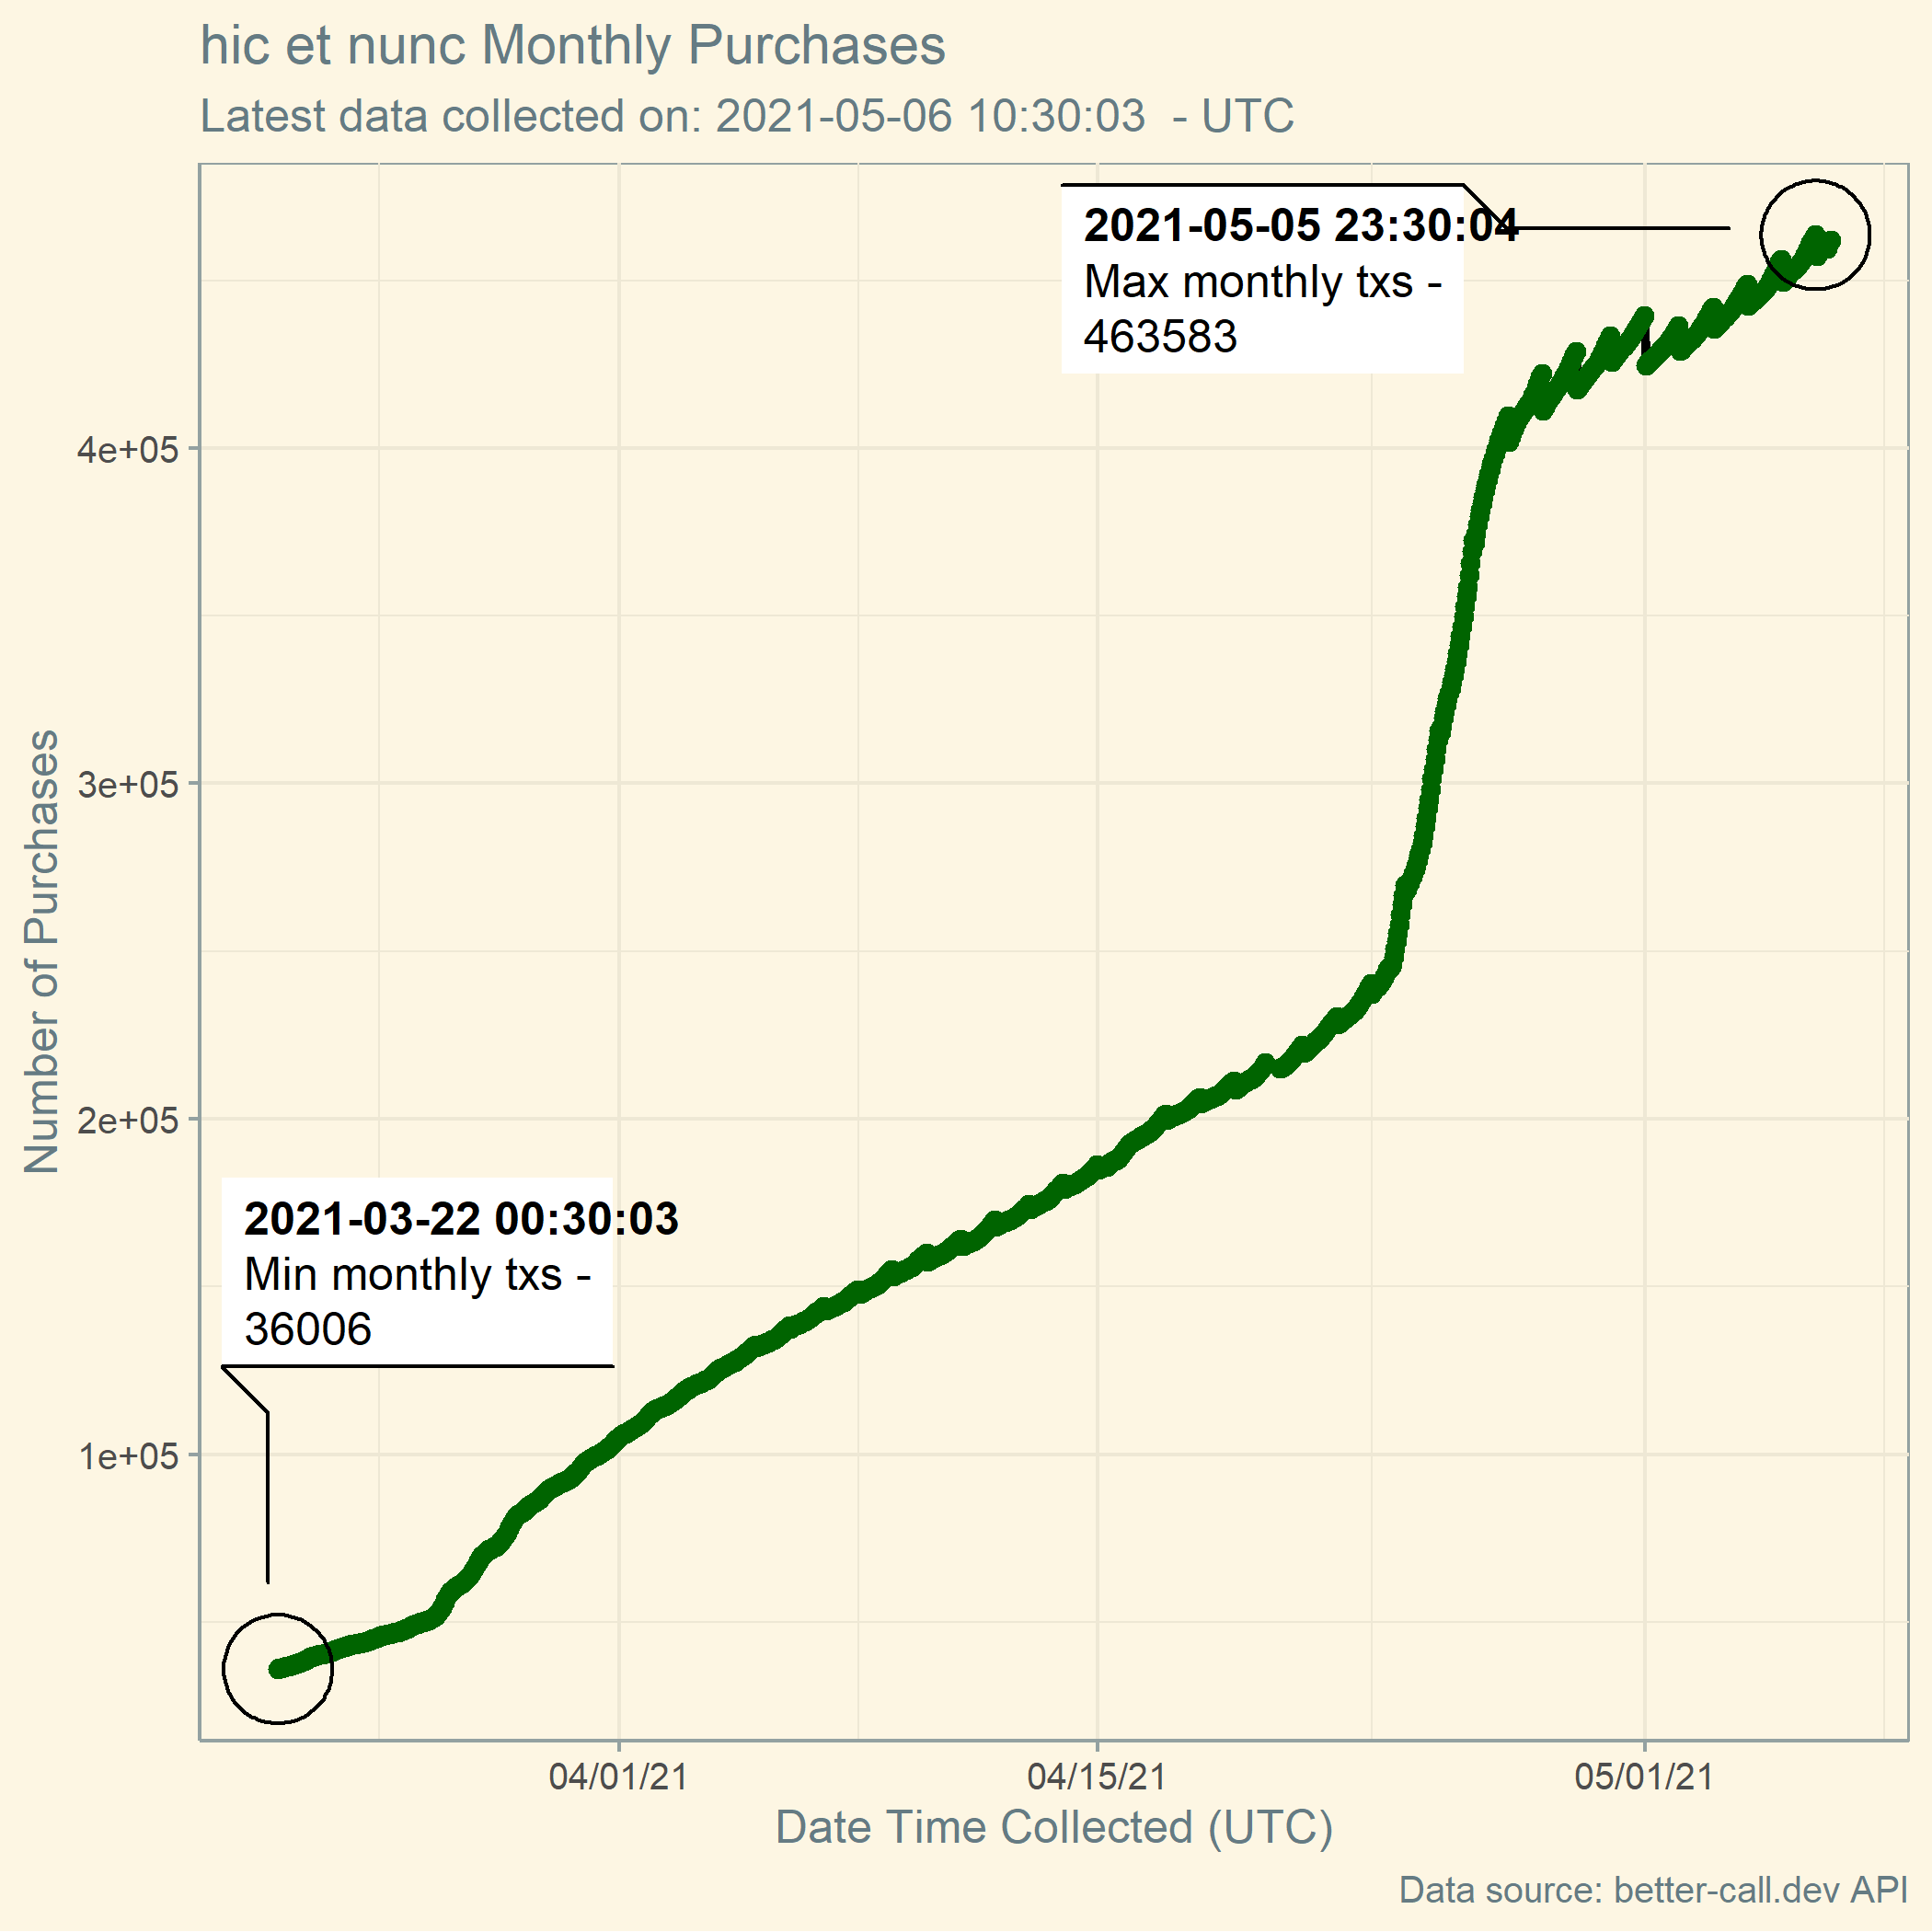 hic et nunc Monthly Purchases
Latest data collected on: 2021-05-06 10:30:03  - UTC
2021-05-05 23:30:04
Max monthly txs -
463583
4e+05
3e+05
2e+05
1e+05
Number of Purchases
2021-03-22 00:30:03
Min monthly txs -
36006
04/01/21
04/15/21
05/01/21
Date Time Collected (UTC)
Data source: better-call.dev API